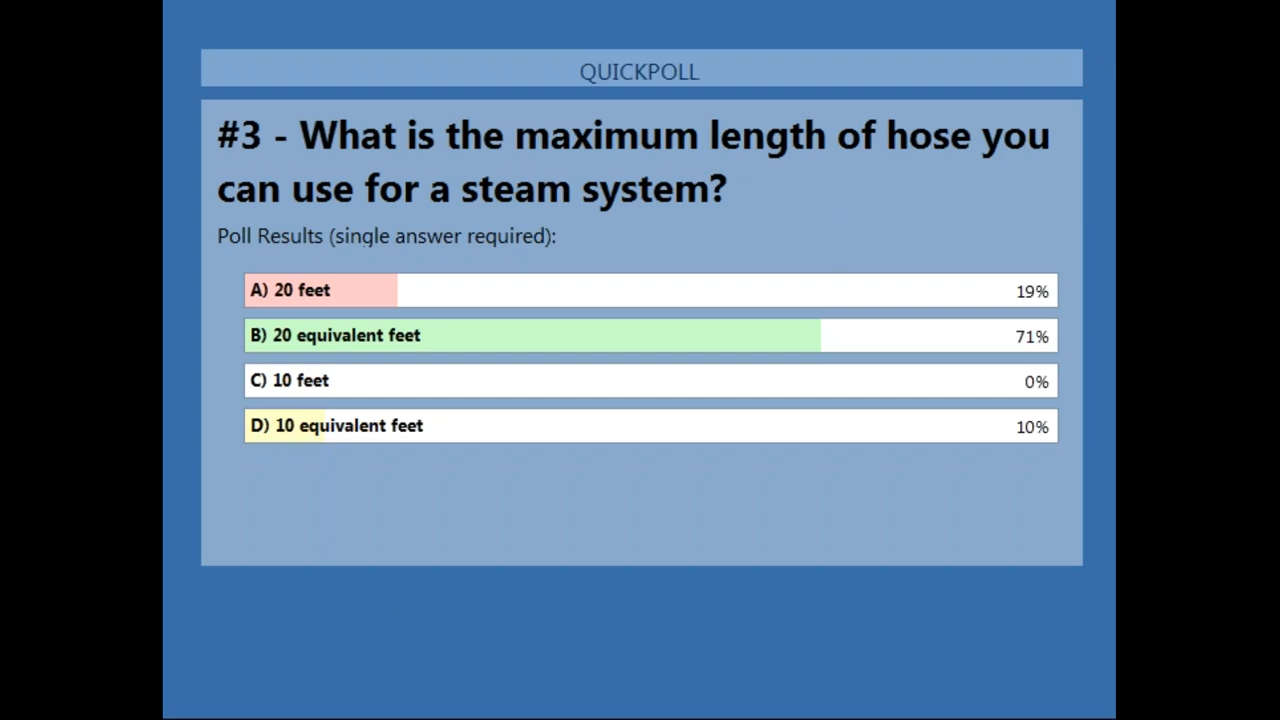 QUICKPOLL
#3 - What is the maximum length of hose you
can use for a steam system?
Poll Results (single answer required):
A) 20 feet 19%
B) 20 equivalent feet 71%
C) 10 feet 0%
D) 10 equivalent feet 10%